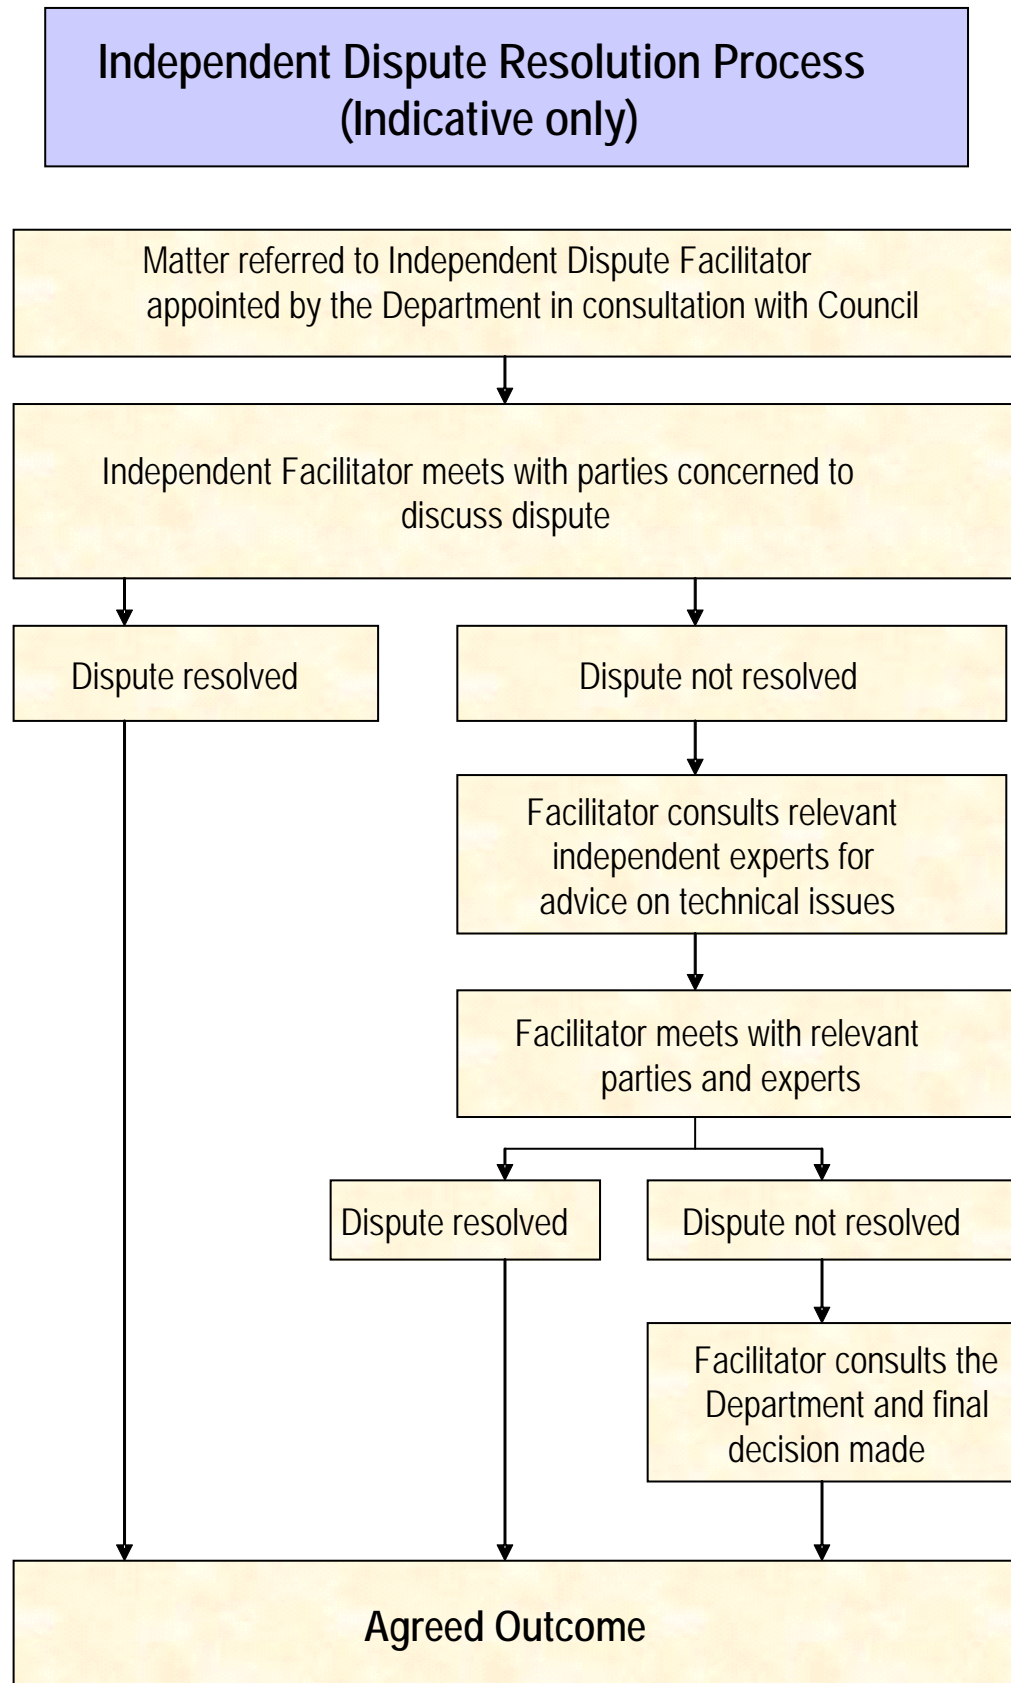 Independent Dispute Resolution Process
(Indicative only)
Matter referred to Independent Dispute Facilitator
appointed by the Department in consultation with Council
Independent Facilitator meets with parties concerned to
discuss dispute
Dispute resolved
Dispute not resolved
Facilitator consults relevant
independent experts for
advice on technical issues
Facilitator meets with relevant
parties and experts
Dispute resolved
Dispute not resolved
Facilitator consults the
Department and final
decision made
Agreed Outcome